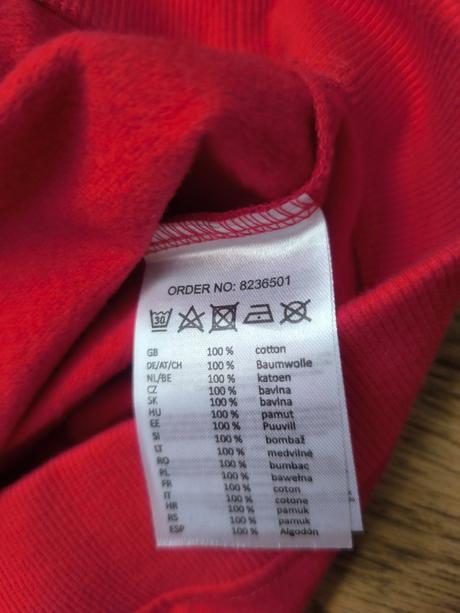 ORDER NO: 8236501
30
GB 100 % cotton
DE/AT/CH 100 % Baumwolle
NL/BE 100 % katoen
CZ 100 % bavlna
SK 100 % bavlna
HU 100 % pamut
EE 100 % Puuvill
SI 100 % bombaž
LT 100 % medvilnė
RO 100 % bumbac
PL 100 % bawełna
FR 100 % coton
IT 100 % cotone
HR 100 % pamuk
RS 100 % pamuk
ESP 100 % Algodón